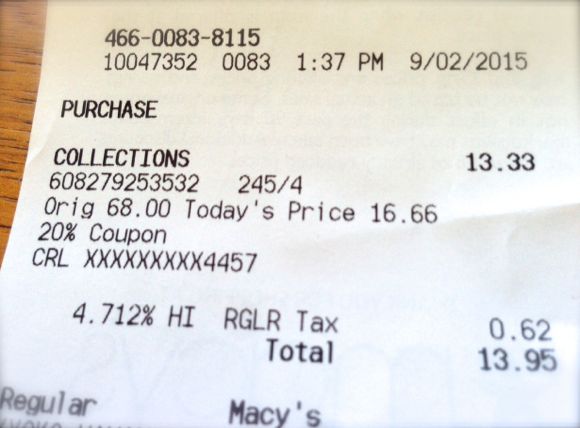 466-0083-8115
10047352 0083 1:37 PM 9/02/2015
PURCHASE
COLLECTIONS 13.33
608279253532 245/4
Orig 68.00 Today's Price 16.66
20% Coupon
CRL XXXXXXXXX4457
4.712% HI RGLR Tax 0.62
Total 13.95
Regular Macy's